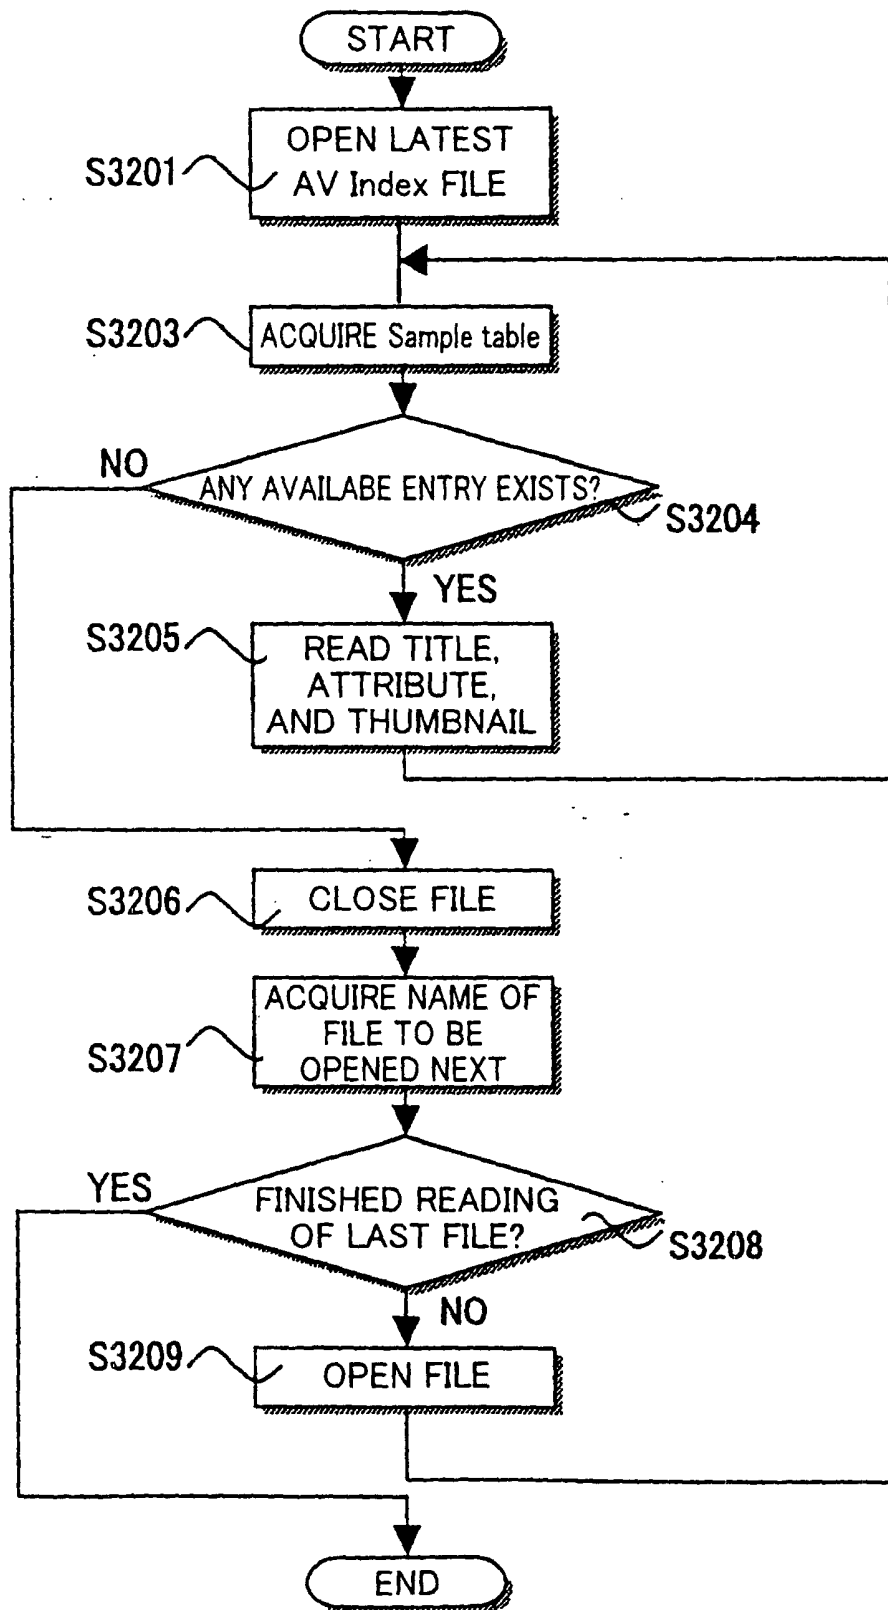 START
OPEN LATEST
S3201
AV Index FILE
S3203
ACQUIRE Sample table
NO
ANY AVAILABE ENTRY EXISTS?
S3204
YES
S3205
READ TITLE,
ATTRIBUTE,
AND THUMBNAIL
S3206
CLOSE FILE
ACQUIRE NAME OF
FILE TO BE
S3207
OPENED NEXT
YES
FINISHED READING
OF LAST FILE?
S3208
NO
S3209
OPEN FILE
END